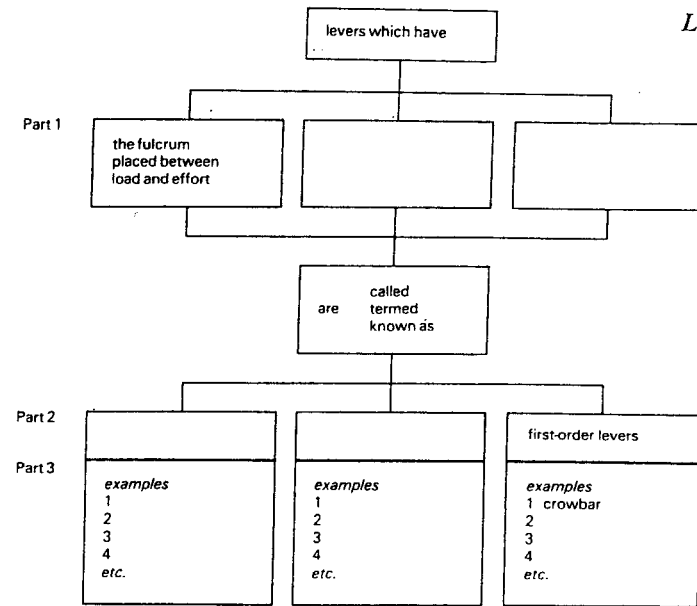 L
levers which have
Part 1
the fulcrum
placed between
load and effort
are
called
termed
known as
Part 2
first-order levers
Part 3
examples
1
2
3
4
etc.
examples
1
2
3
4
etc.
examples
1 crowbar
2
3
4
etc.